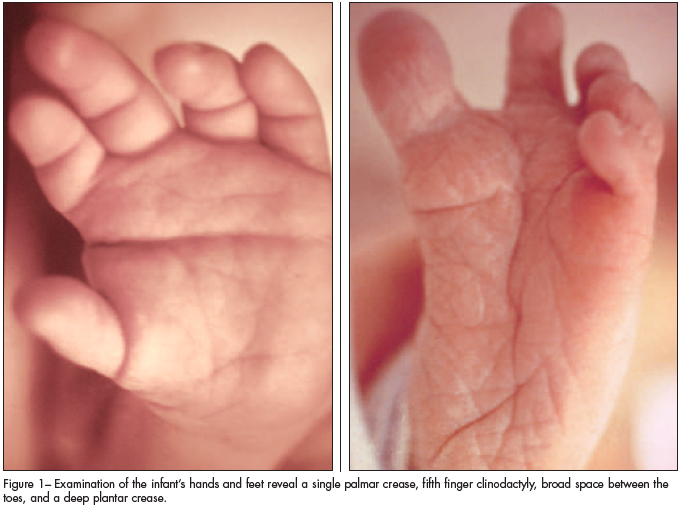 Figure 1– Examination of the infant's hands and feet reveal a single palmar crease, fifth finger clinodactyly, broad space between the
toes, and a deep plantar crease.